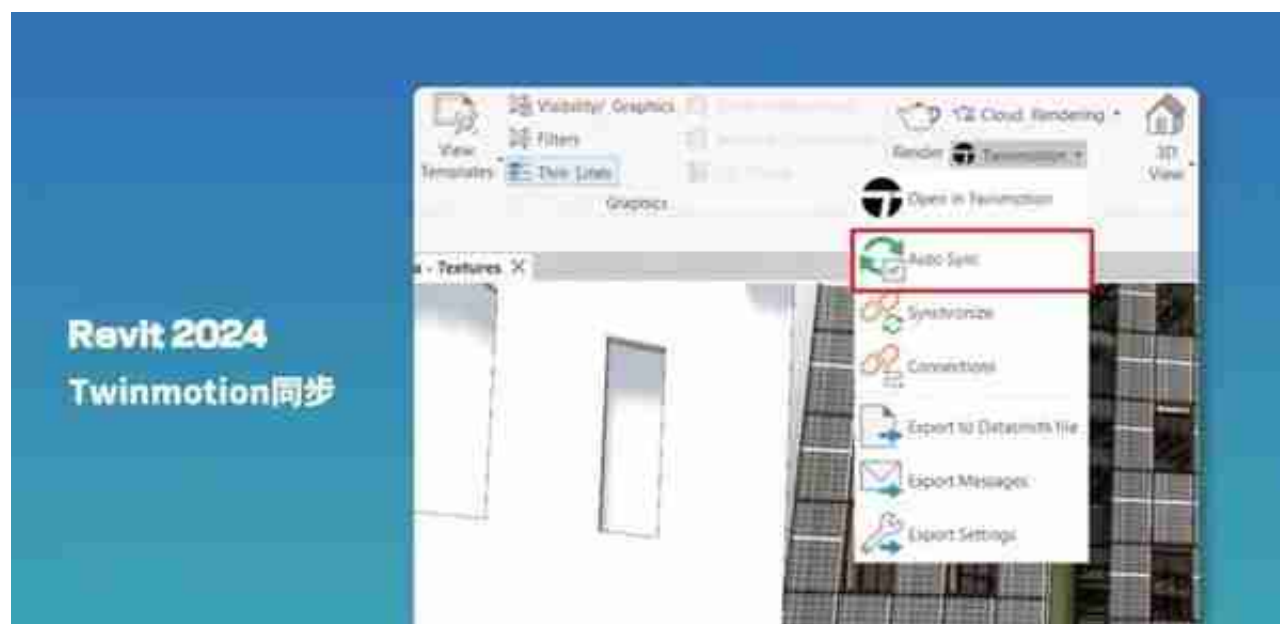 Revit 2024
Twinmotion同步
View
Templates
Visibility/ Graphics
Filters
Thin Lines
Graphics
Cloud Rendering
Render
Twinmotion
3D
View
Open in Twinmotion
Auto Sync
Synchronize
Connections
Export to Datasmith file
Export Messages
Export Settings
- Textures